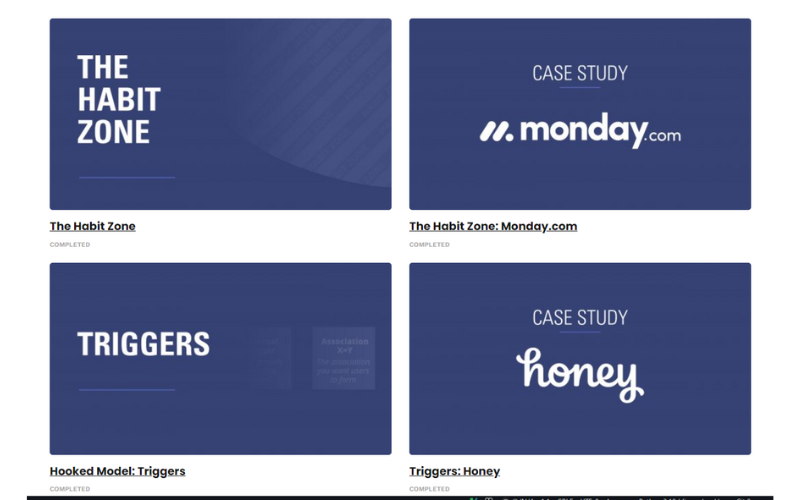 THE
HABIT
ZONE
The Habit Zone
COMPLETED
CASE STUDY
monday.com
The Habit Zone: Monday.com
COMPLETED
TRIGGERS
Association
X+Y
The association
you want users
to form
Hooked Model: Triggers
COMPLETED
CASE STUDY
honey
Triggers: Honey
COMPLETED